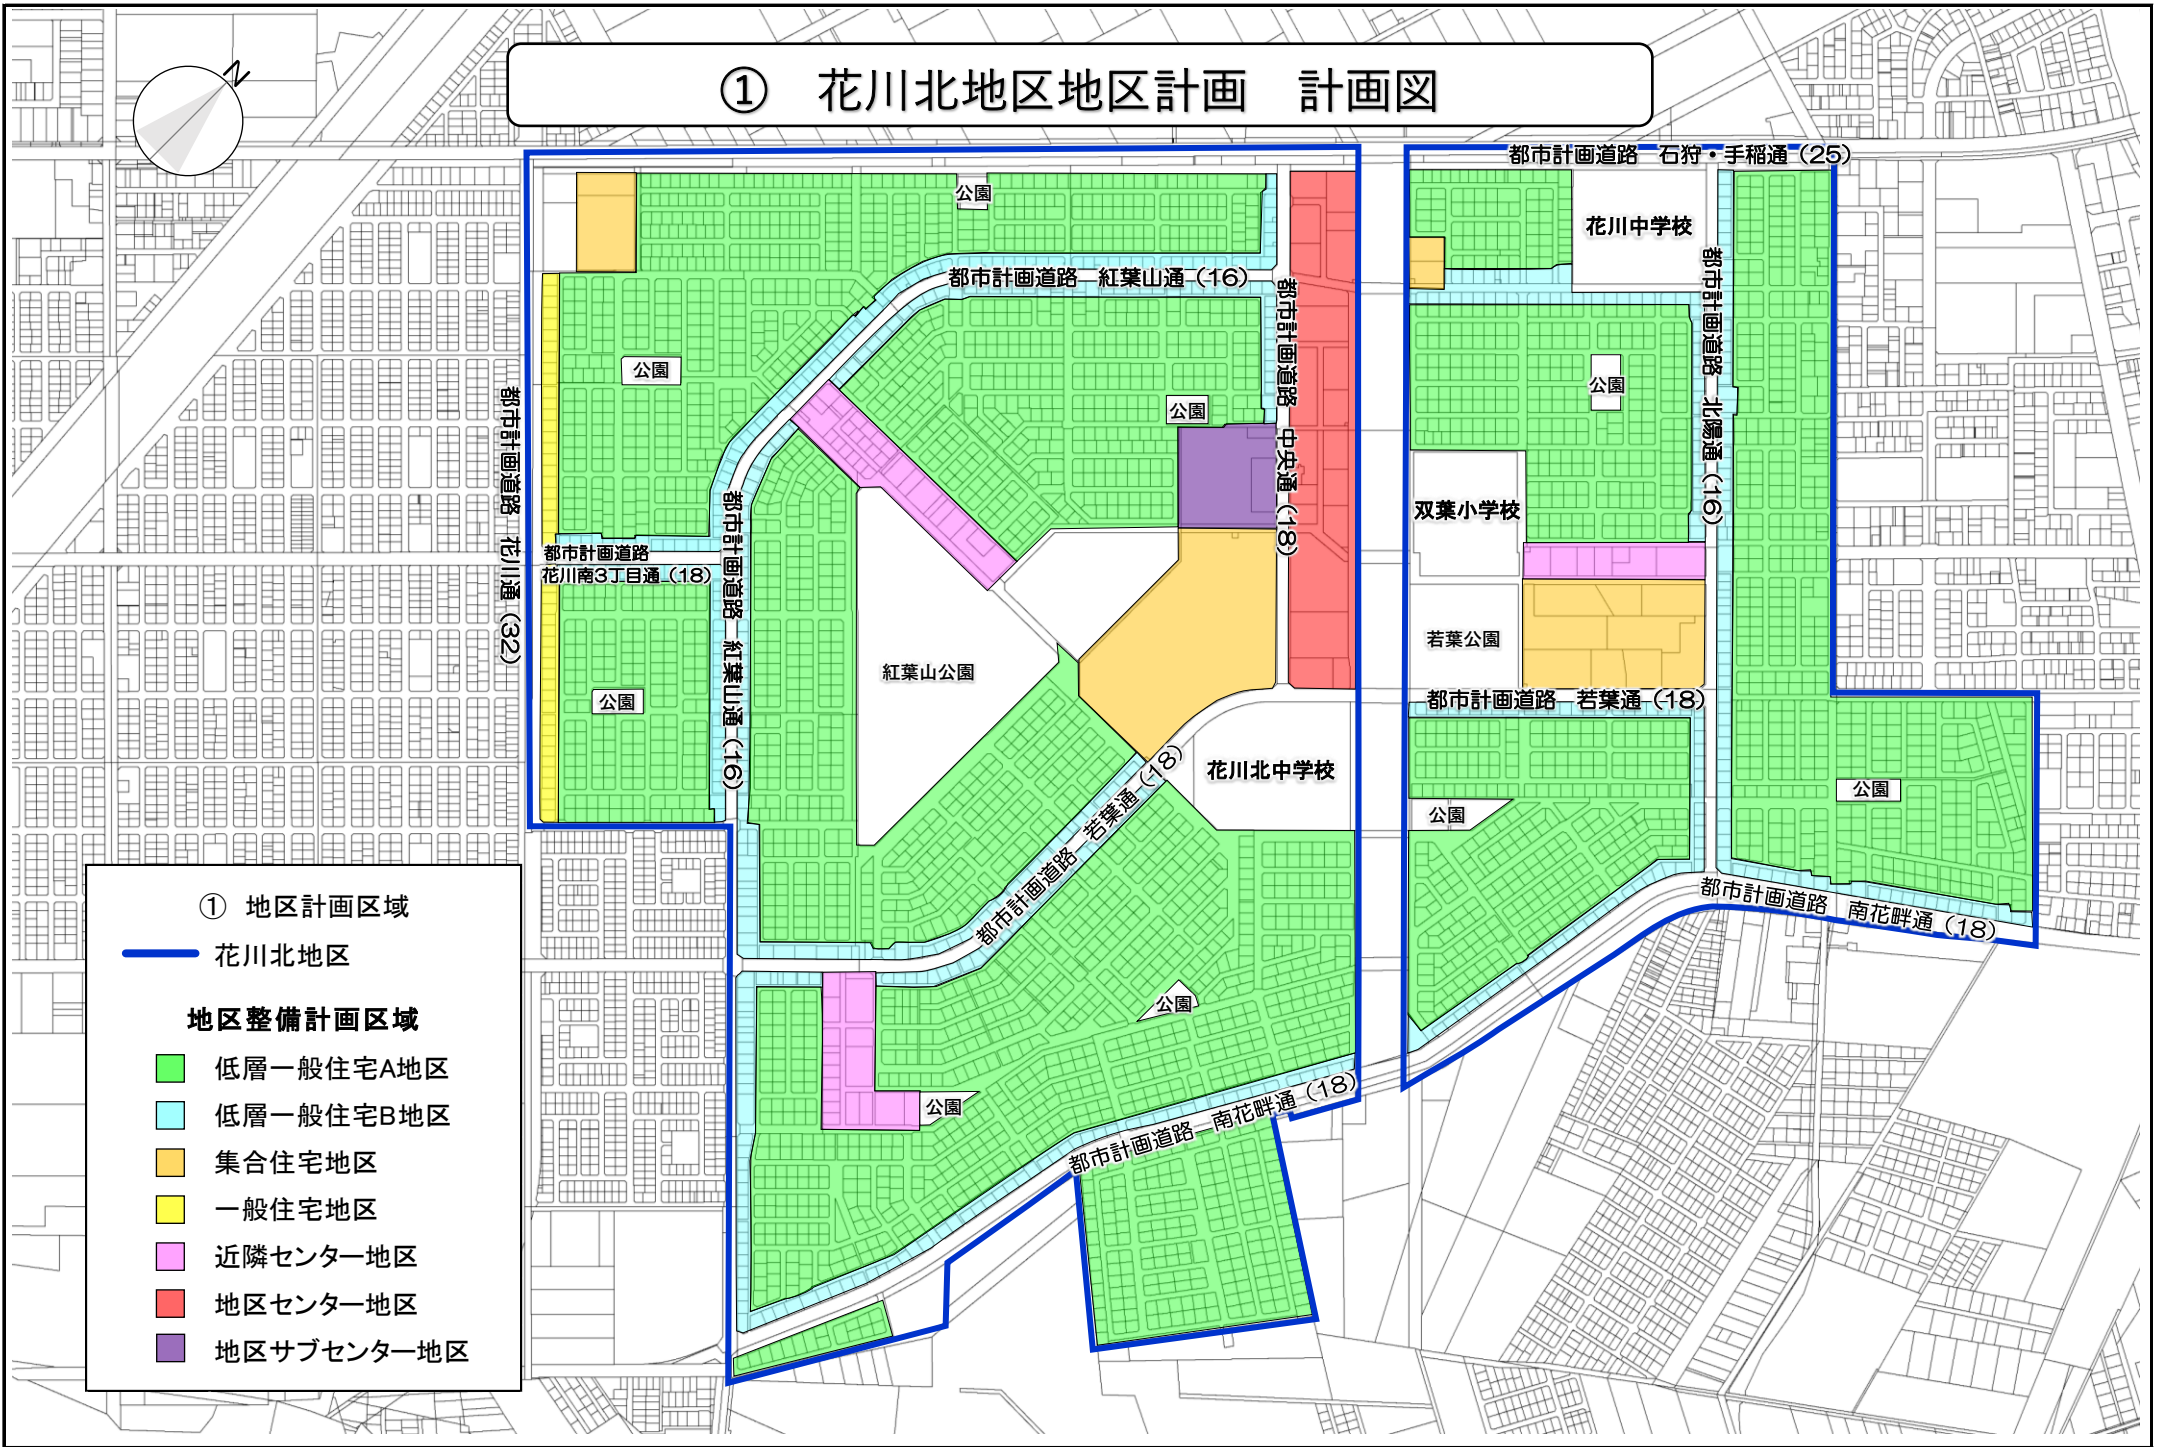 N
① 花川北地区地区計画 計画図
都市計画道路 石狩・手稲通（25）
公園
花川中学校
都市計画道路 紅葉山通（16）
都市計画道路 中央通（18）
都市計画道路 北陽通（16）
公園
公園
公園
都市計画道路 花川通（32）
都市計画道路 紅葉山通（16）
双葉小学校
都市計画道路
花川南3丁目通（18）
若葉公園
紅葉山公園
公園
都市計画道路 若葉通（18）
花川北中学校
都市計画道路 若葉通（18）
公園
公園
都市計画道路 南花畔通（18）
公園
公園
都市計画道路 南花畔通（18）
① 地区計画区域
花川北地区
地区整備計画区域
低層一般住宅A地区
低層一般住宅B地区
集合住宅地区
一般住宅地区
近隣センター地区
地区センター地区
地区サブセンター地区